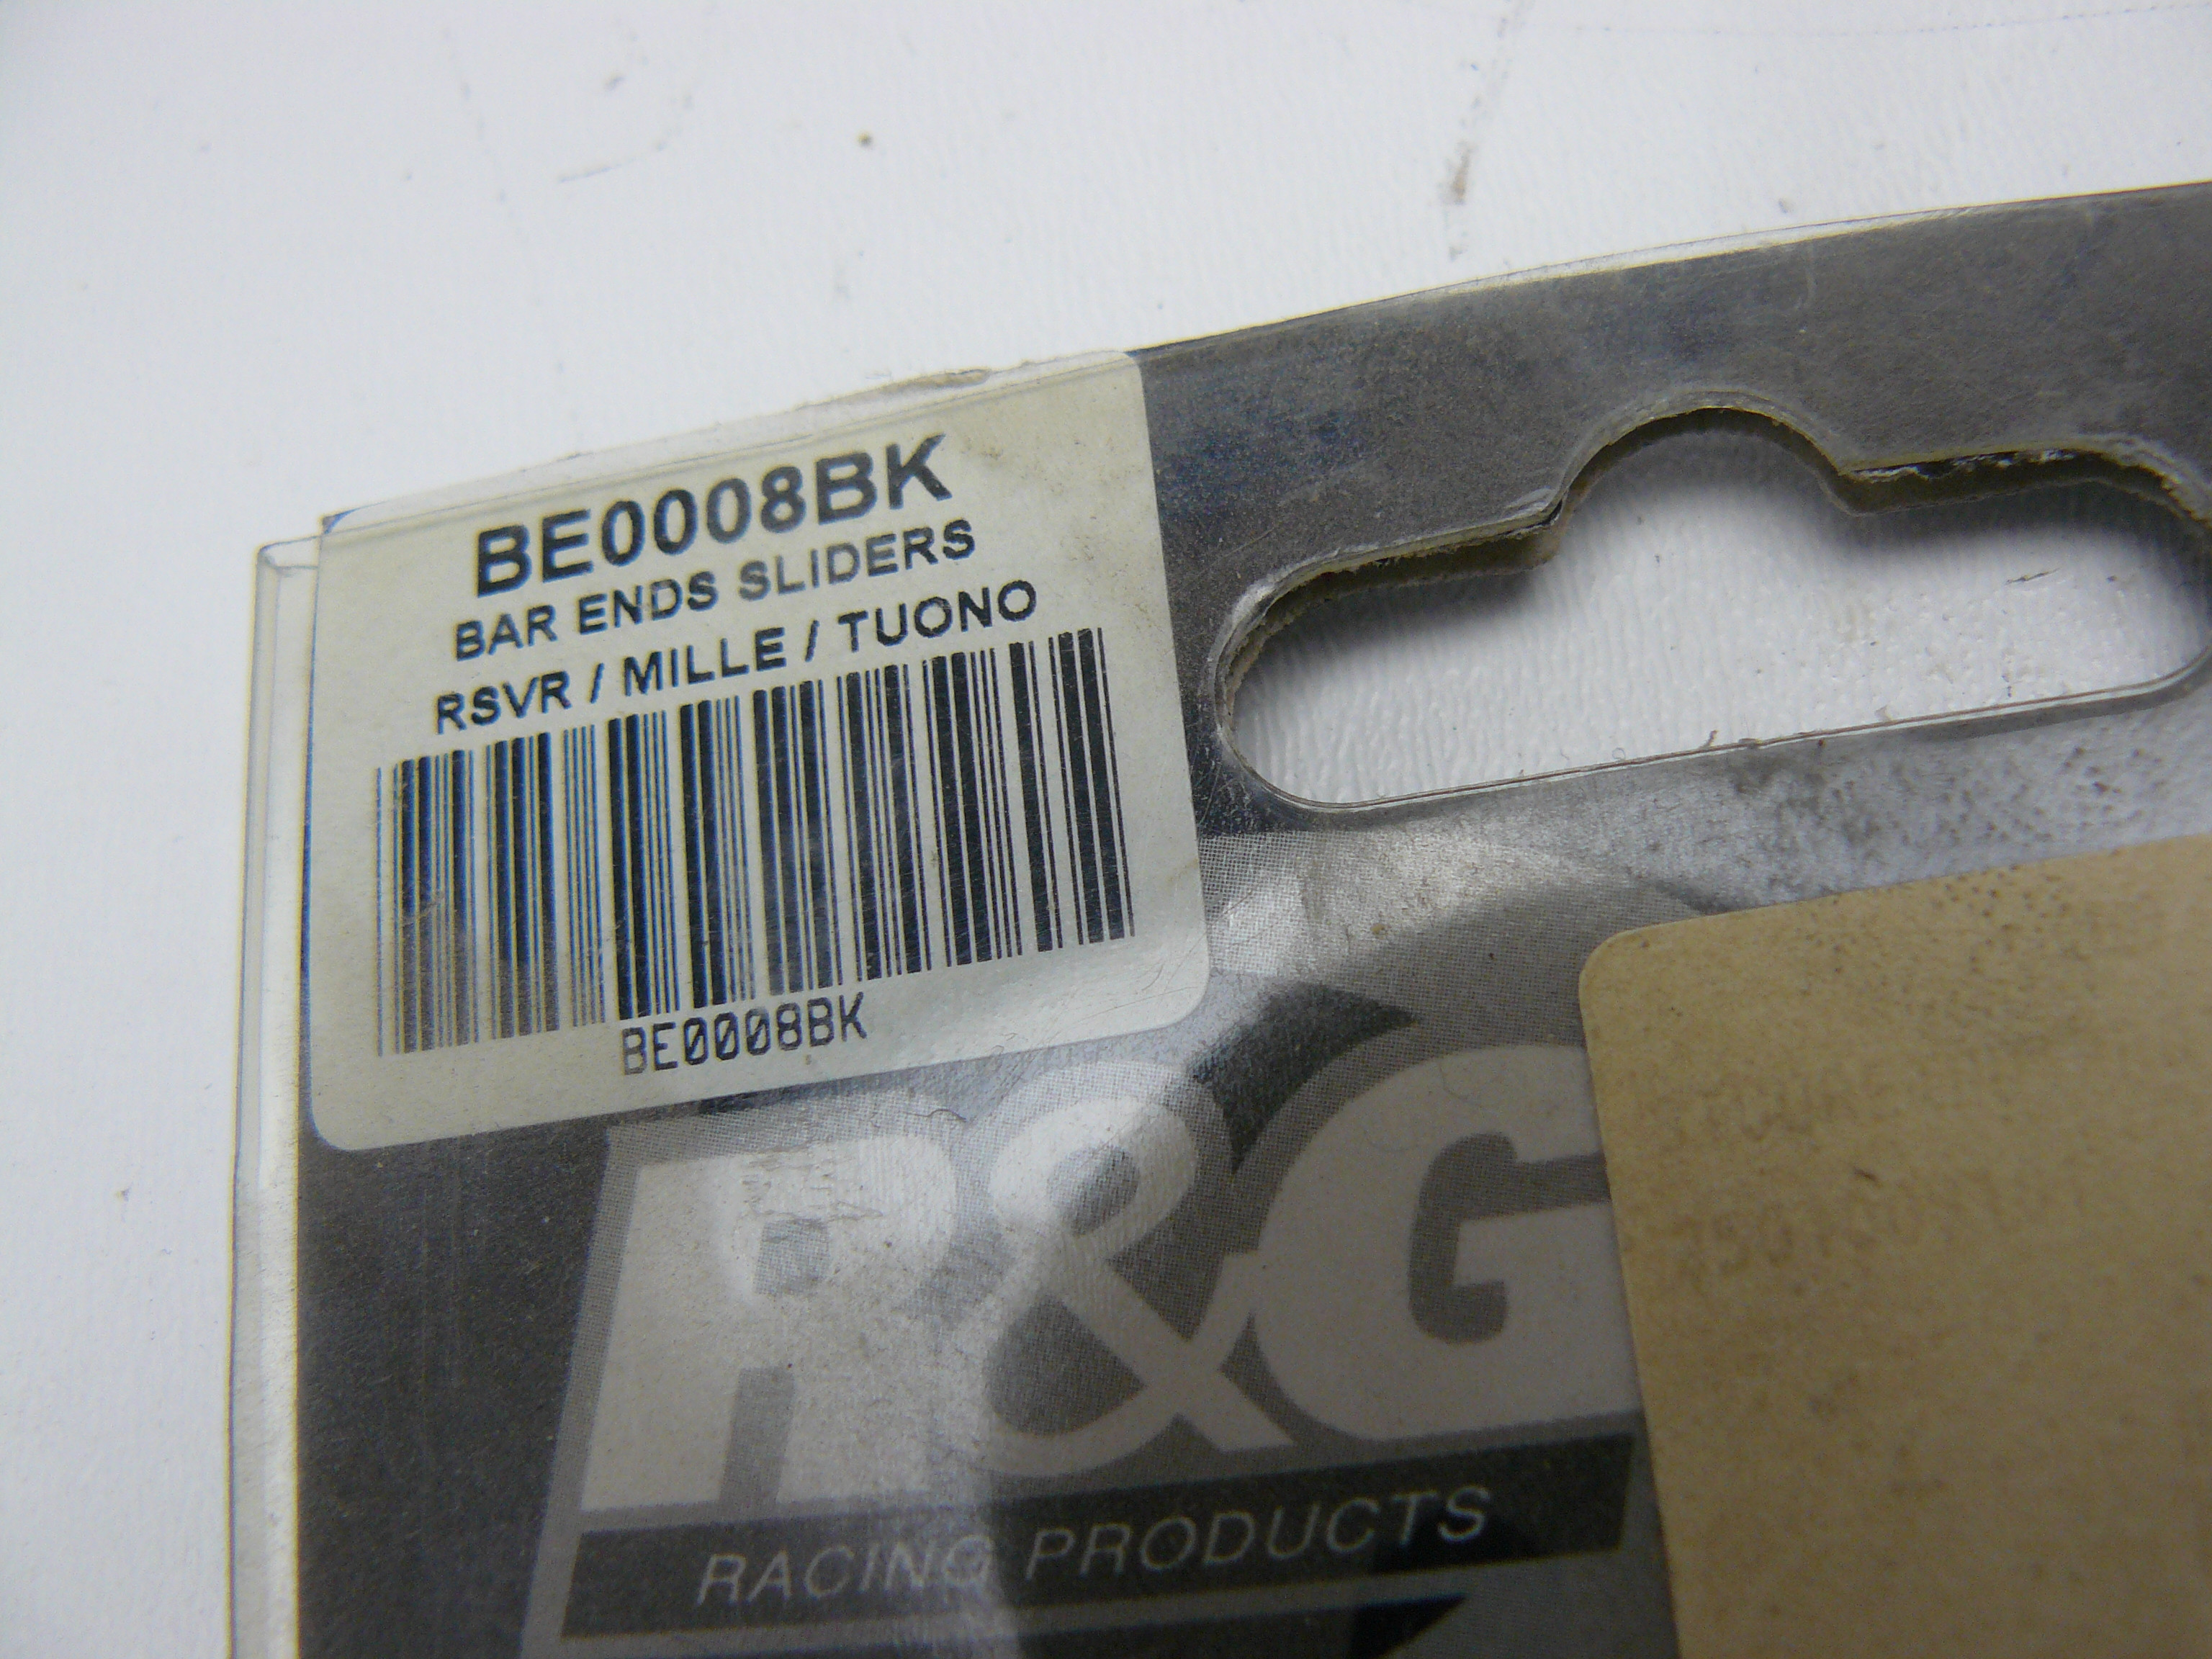 BE0008BK
BAR ENDS SLIDERS
RSVR / MILLE / TUONO
BE0008BK
R&G
RACING PRODUCTS